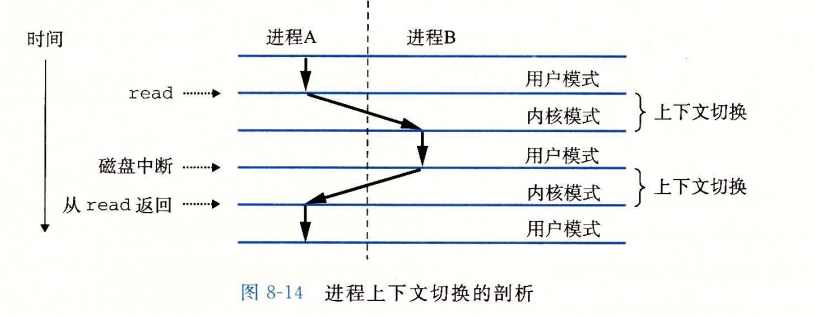 时间
进程A 进程B
用户模式
read
内核模式 上下文切换
用户模式
磁盘中断
内核模式 上下文切换
从 read 返回
用户模式
图 8-14 进程上下文切换的剖析